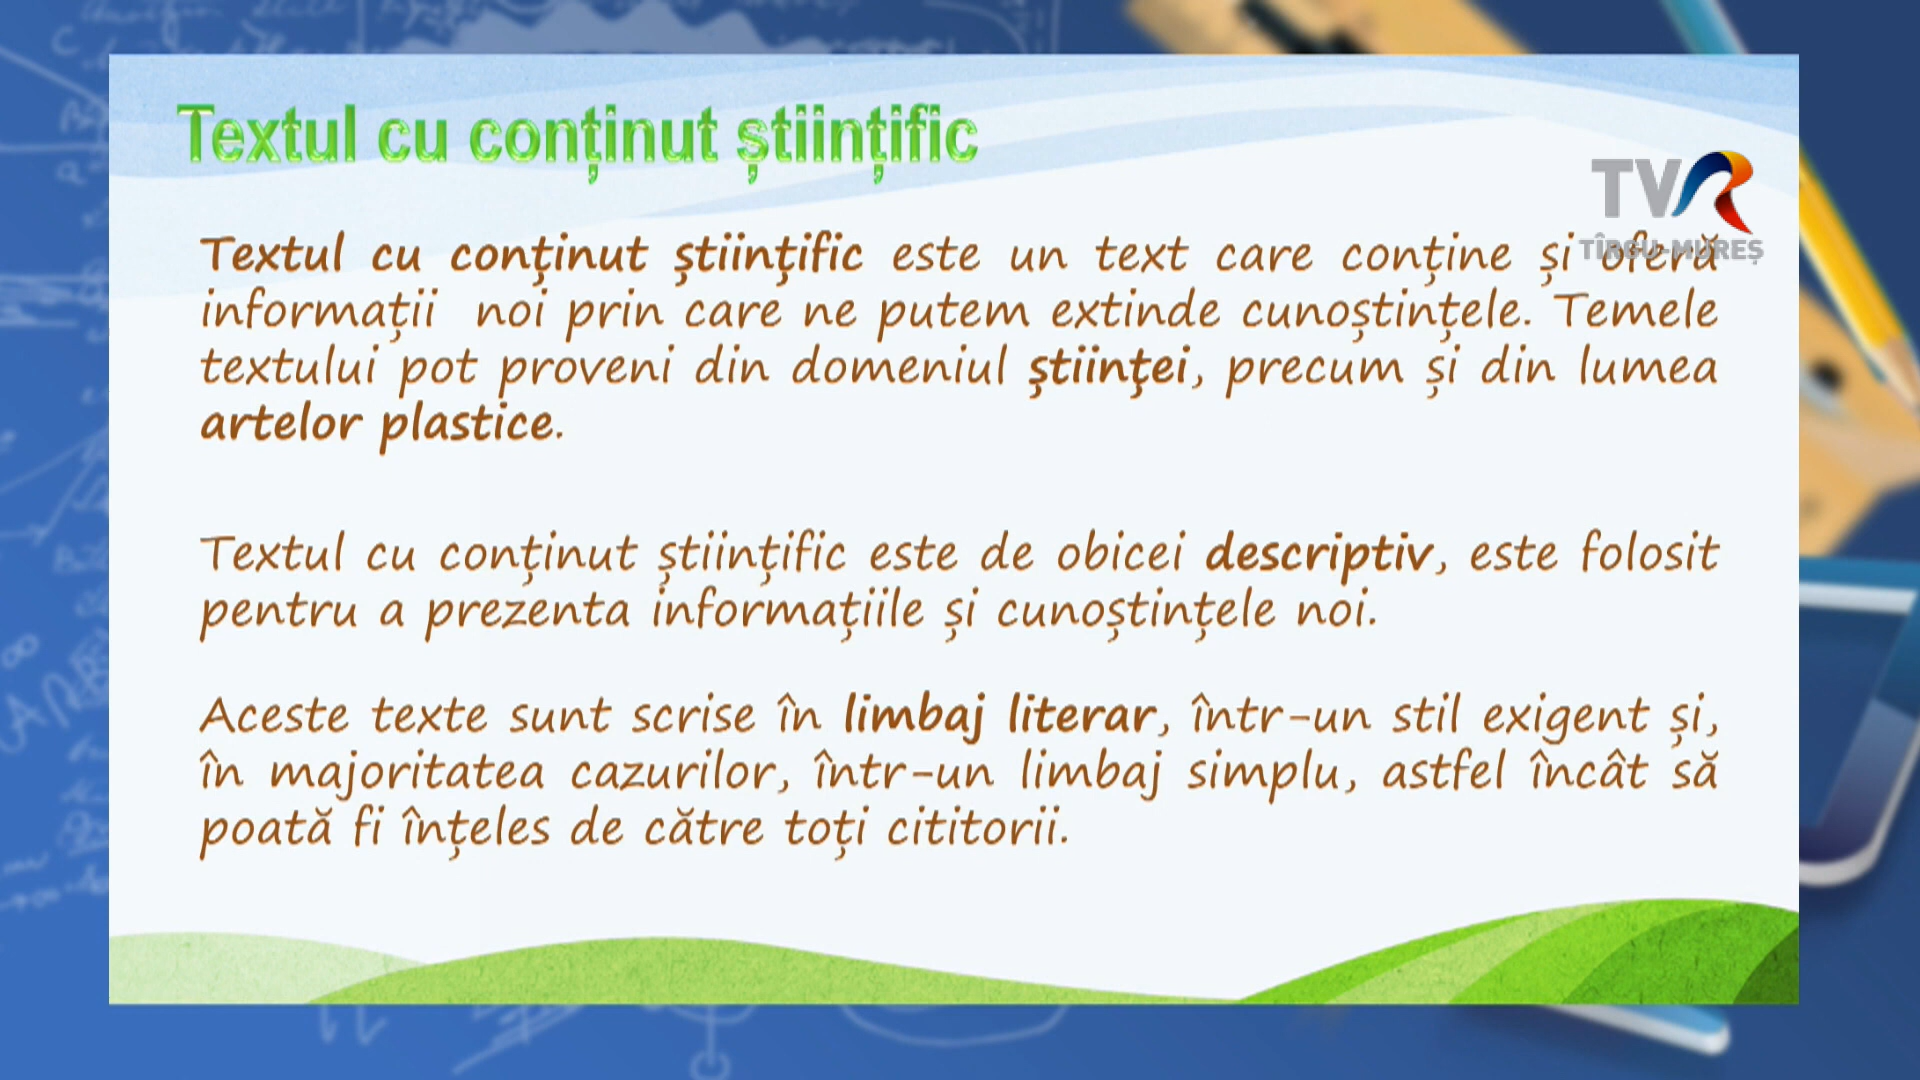 Textul cu conținut științific
TVR
TÎRGU-MUREȘ
Textul cu conținut științific este un text care conține și oferă
informații noi prin care ne putem extinde cunoștințele. Temele
textului pot proveni din domeniul ştiinţei, precum și din lumea
artelor plastice.
Textul cu conținut științific este de obicei descriptiv, este folosit
pentru a prezenta informațiile și cunoștințele noi.
Aceste texte sunt scrise în limbaj literar, într-un stil exigent și,
în majoritatea cazurilor, într-un limbaj simplu, astfel încât să
poată fi înțeles de către toți cititorii.